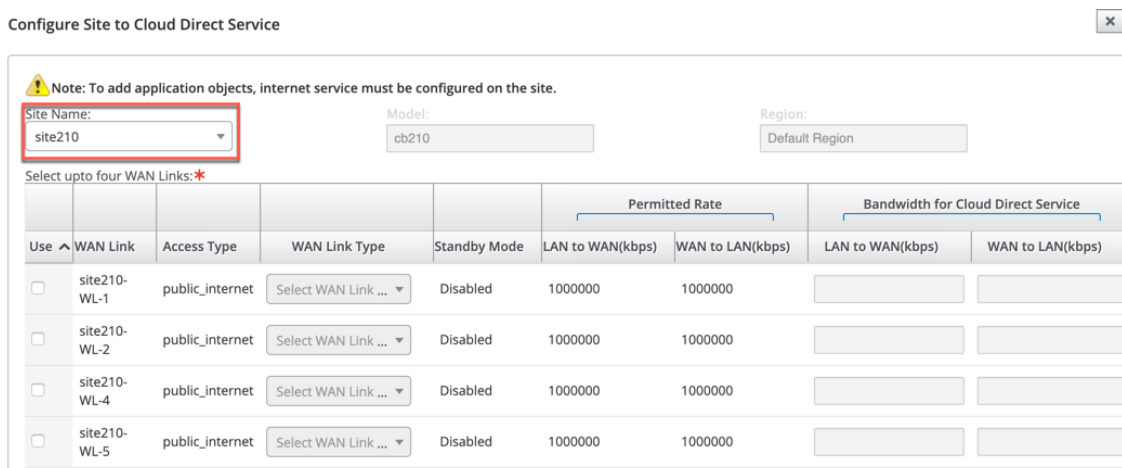 Configure Site to Cloud Direct Service
×
Note: To add application objects, internet service must be configured on the site.
Site Name:
Model:
Region:
site210
cb210
Default Region
Select upto four WAN Links:*
Permitted Rate
Bandwidth for Cloud Direct Service
Use WAN Link Access Type WAN Link Type Standby Mode LAN to WAN(kbps) WAN to LAN(kbps) LAN to WAN(kbps) WAN to LAN(kbps)
site210-
WL-1 public_internet Select WAN Link ... Disabled 1000000 1000000
site210-
WL-2 public_internet Select WAN Link ... Disabled 1000000 1000000
site210-
WL-4 public_internet Select WAN Link ... Disabled 1000000 1000000
site210-
WL-5 public_internet Select WAN Link ... Disabled 1000000 1000000